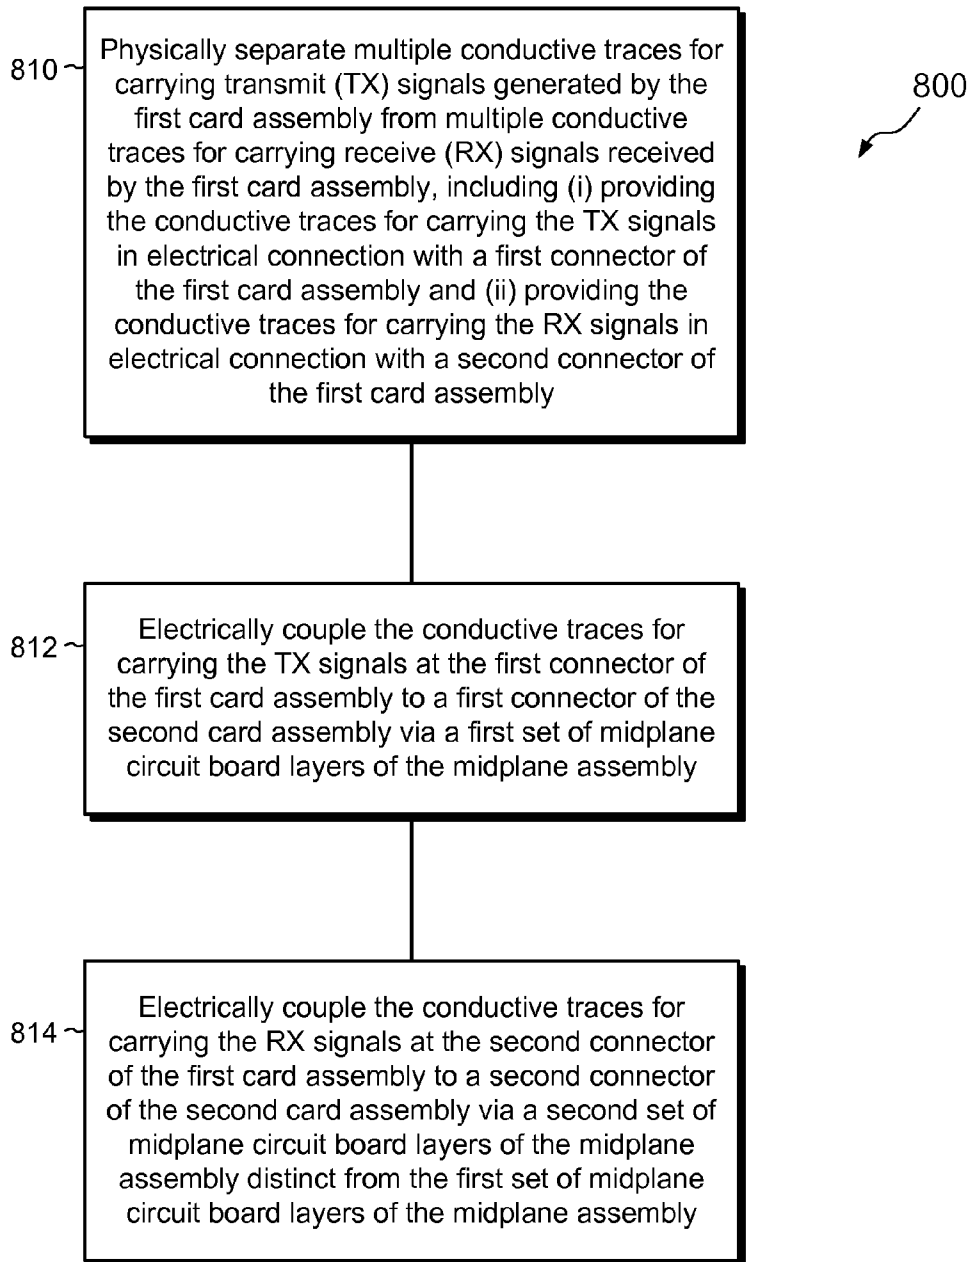 800
810
Physically separate multiple conductive traces for
carrying transmit (TX) signals generated by the
first card assembly from multiple conductive
traces for carrying receive (RX) signals received
by the first card assembly, including (i) providing
the conductive traces for carrying the TX signals
in electrical connection with a first connector of
the first card assembly and (ii) providing the
conductive traces for carrying the RX signals in
electrical connection with a second connector of
the first card assembly
812
Electrically couple the conductive traces for
carrying the TX signals at the first connector of
the first card assembly to a first connector of the
second card assembly via a first set of midplane
circuit board layers of the midplane assembly
814
Electrically couple the conductive traces for
carrying the RX signals at the second connector
of the first card assembly to a second connector
of the second card assembly via a second set of
midplane circuit board layers of the midplane
assembly distinct from the first set of midplane
circuit board layers of the midplane assembly